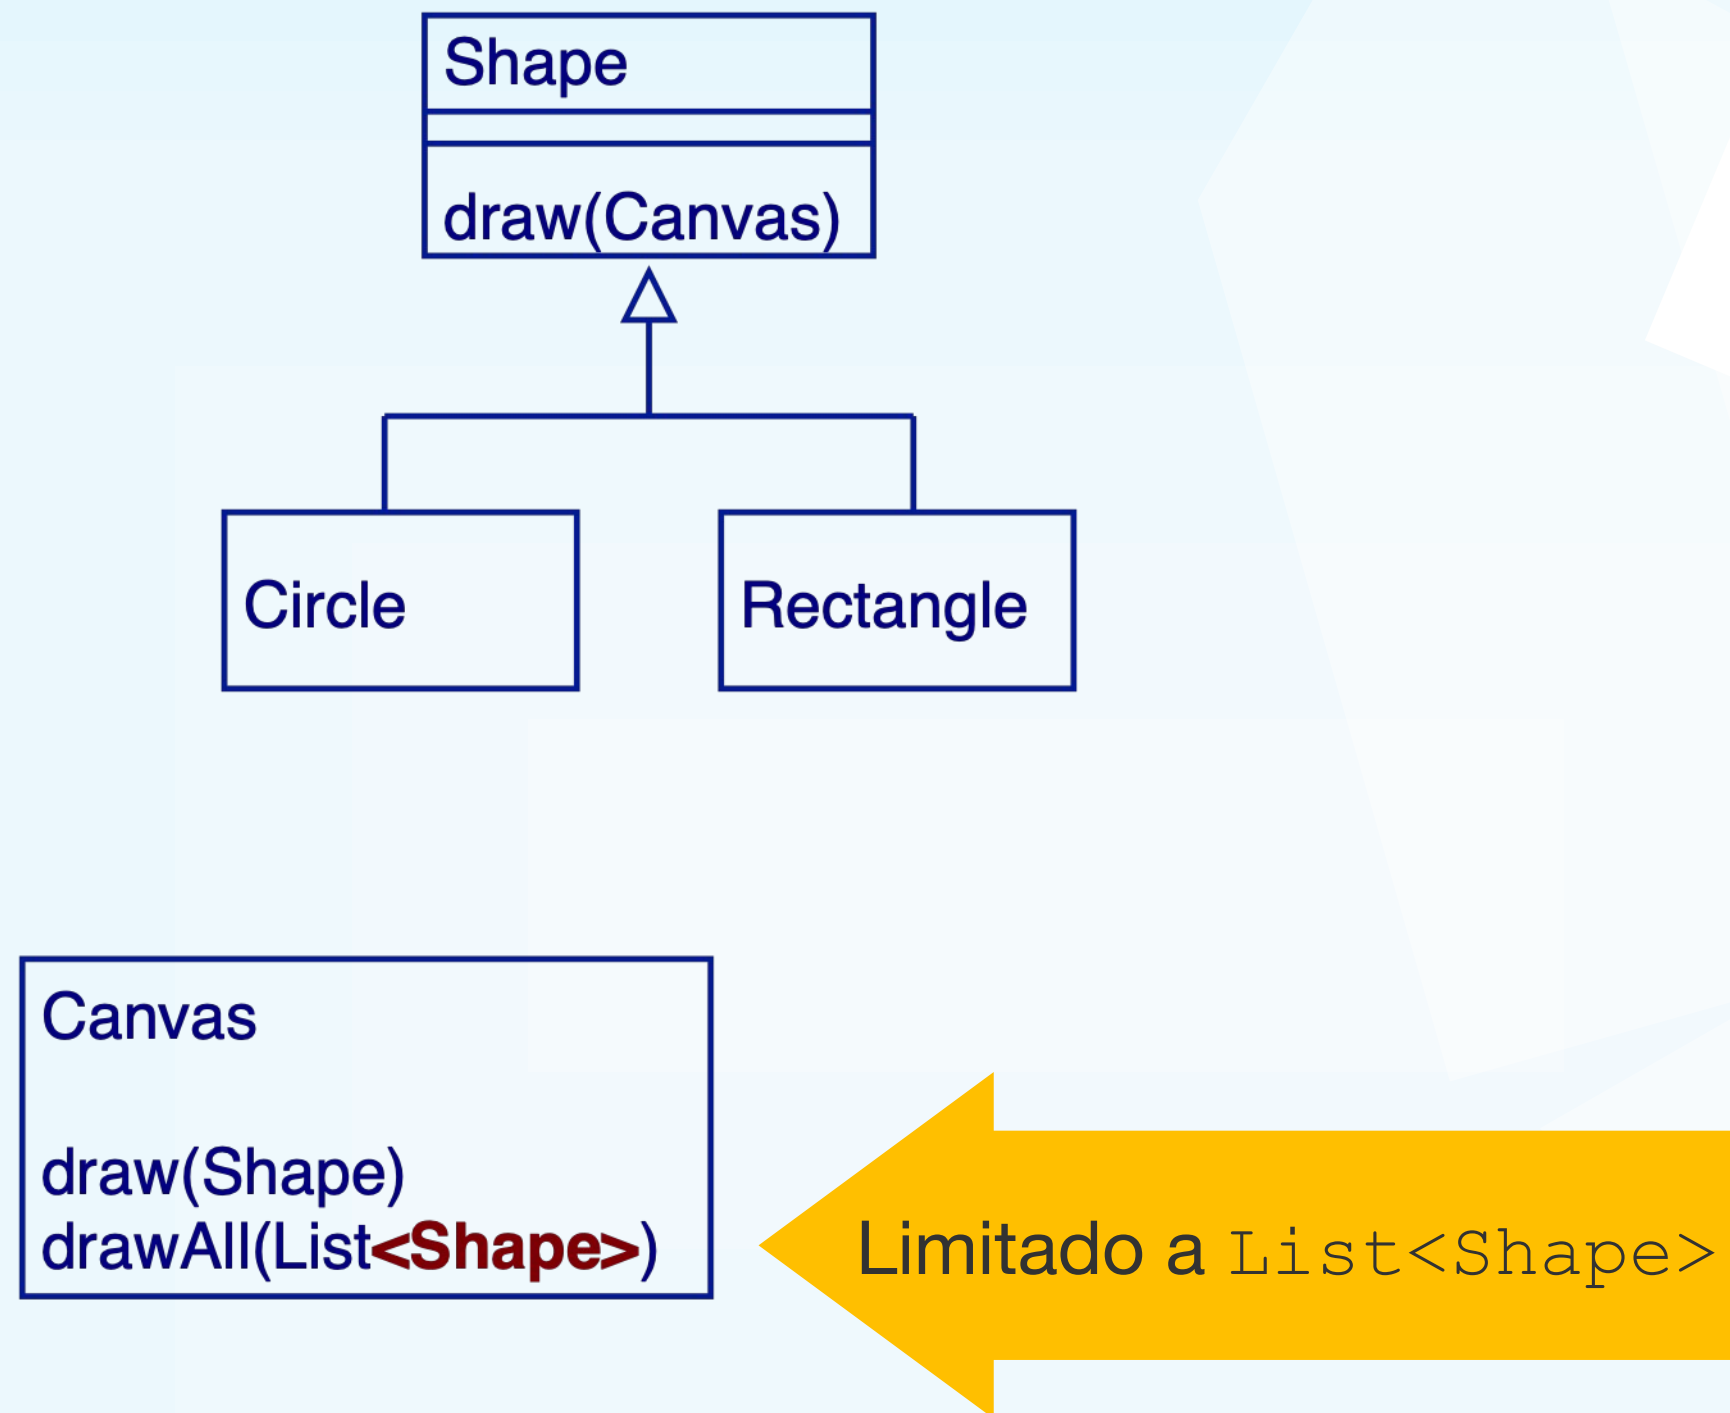 Shape
draw(Canvas)
Circle
Rectangle
Canvas
draw(Shape)
drawAll(List<Shape>)
Limitado a List<Shape>